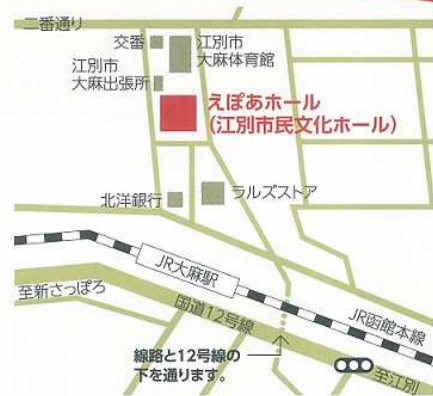 二番通り
交番
江別市
大麻体育館
江別市
大麻出張所
えぽあホール
(江別市民文化ホール)
北洋銀行
ラルズストア
JR大麻駅
至新さっぽろ
国道12号線
JR函館本線
線路と12号線の
下を通ります。
至江別